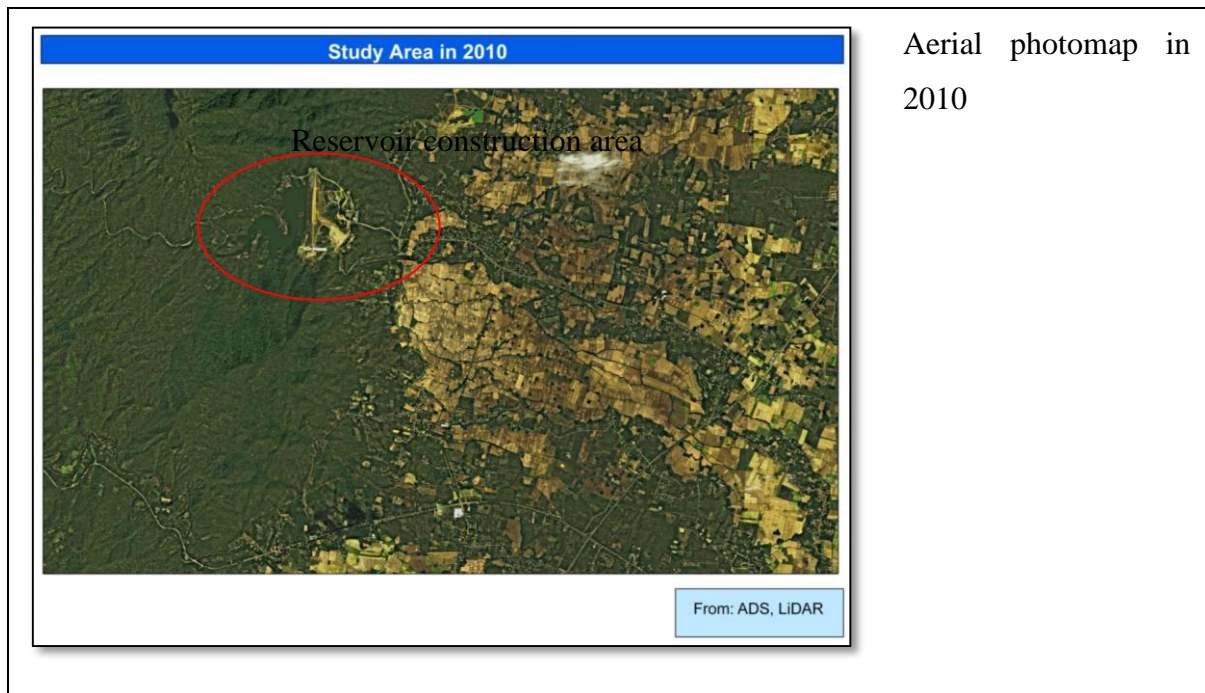 Study Area in 2010
Aerial photomap in
2010
Reservoir construction area
From: ADS, LiDAR